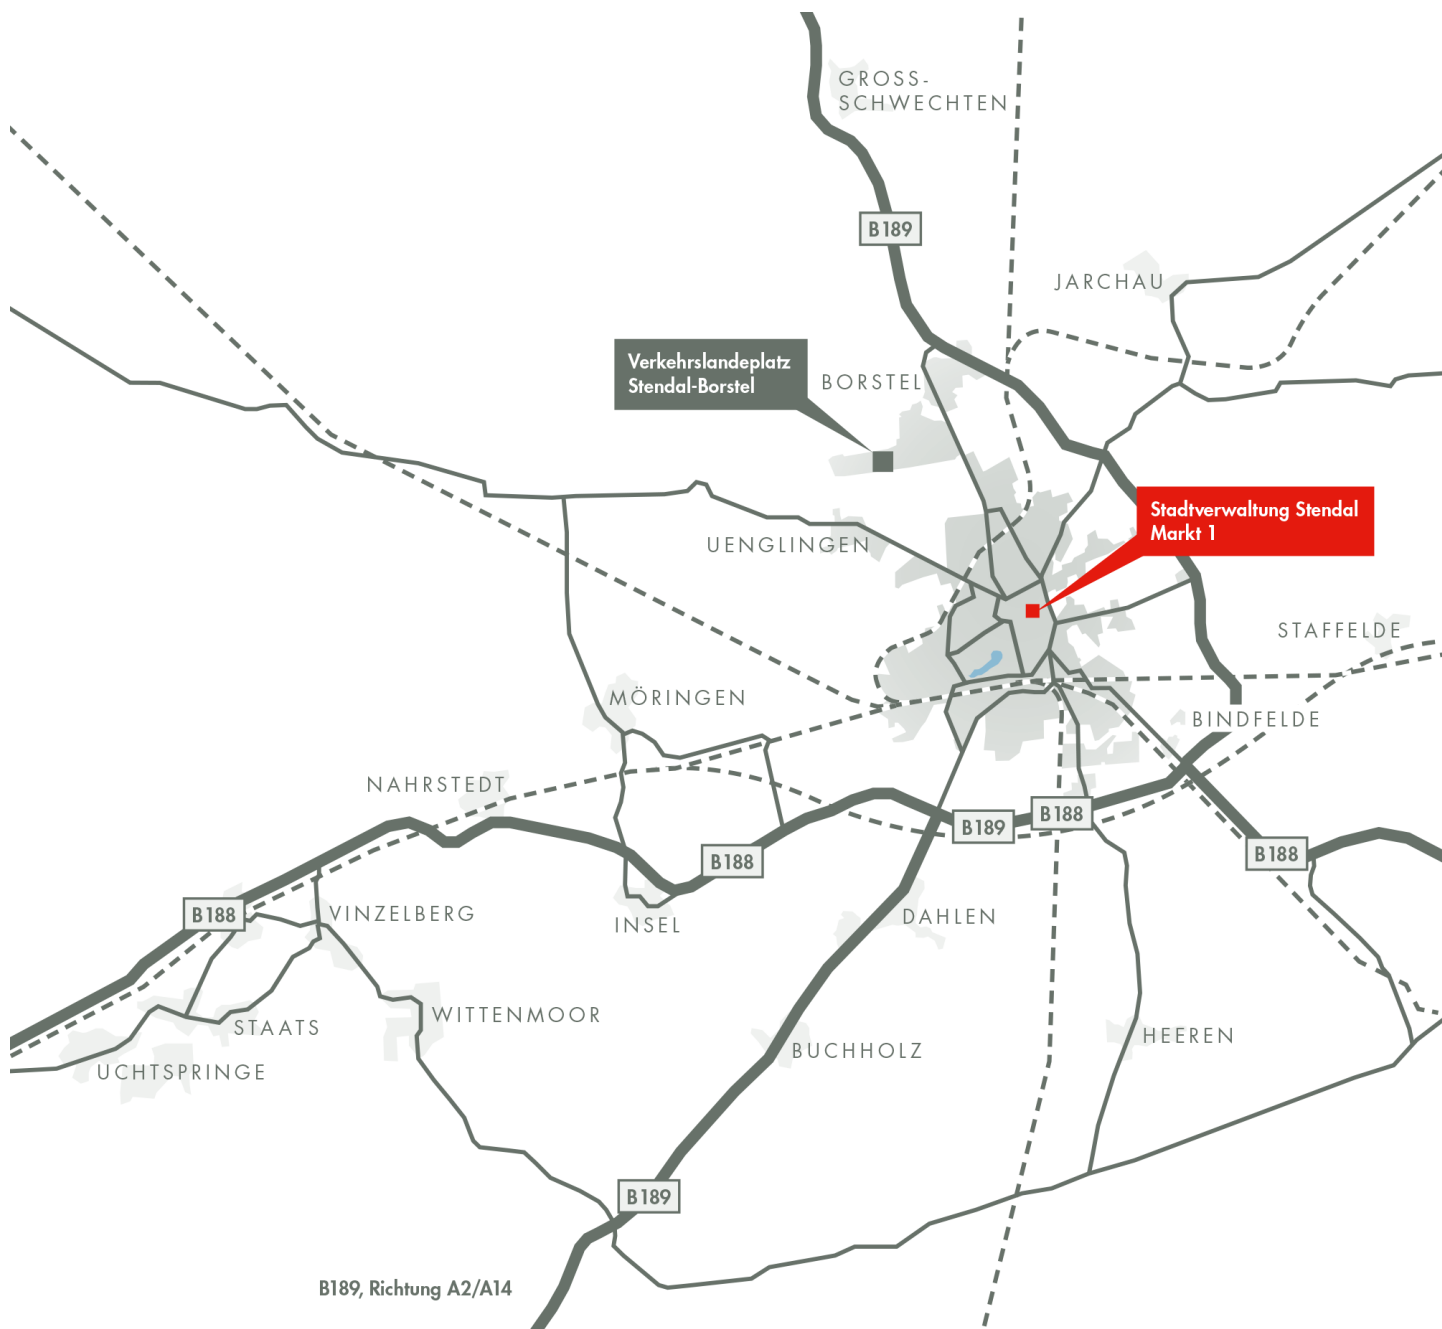 GROSS-
SCHWECHTEN
B189
JARCHAU
Verkehrslandeplatz
Stendal-Borstel
BORSTEL
Stadtverwaltung Stendal
Markt 1
UENGLINGEN
STAFFELDE
MÖRINGEN
BINDFELDE
NAHRSTEDT
B188
B189
B188
B188
B188
VINZELBERG
INSEL
DAHLEN
WITTENMOOR
STAATS
HEEREN
BUCHHOLZ
UCHTSPRINGE
B189
B189, Richtung A2/A14